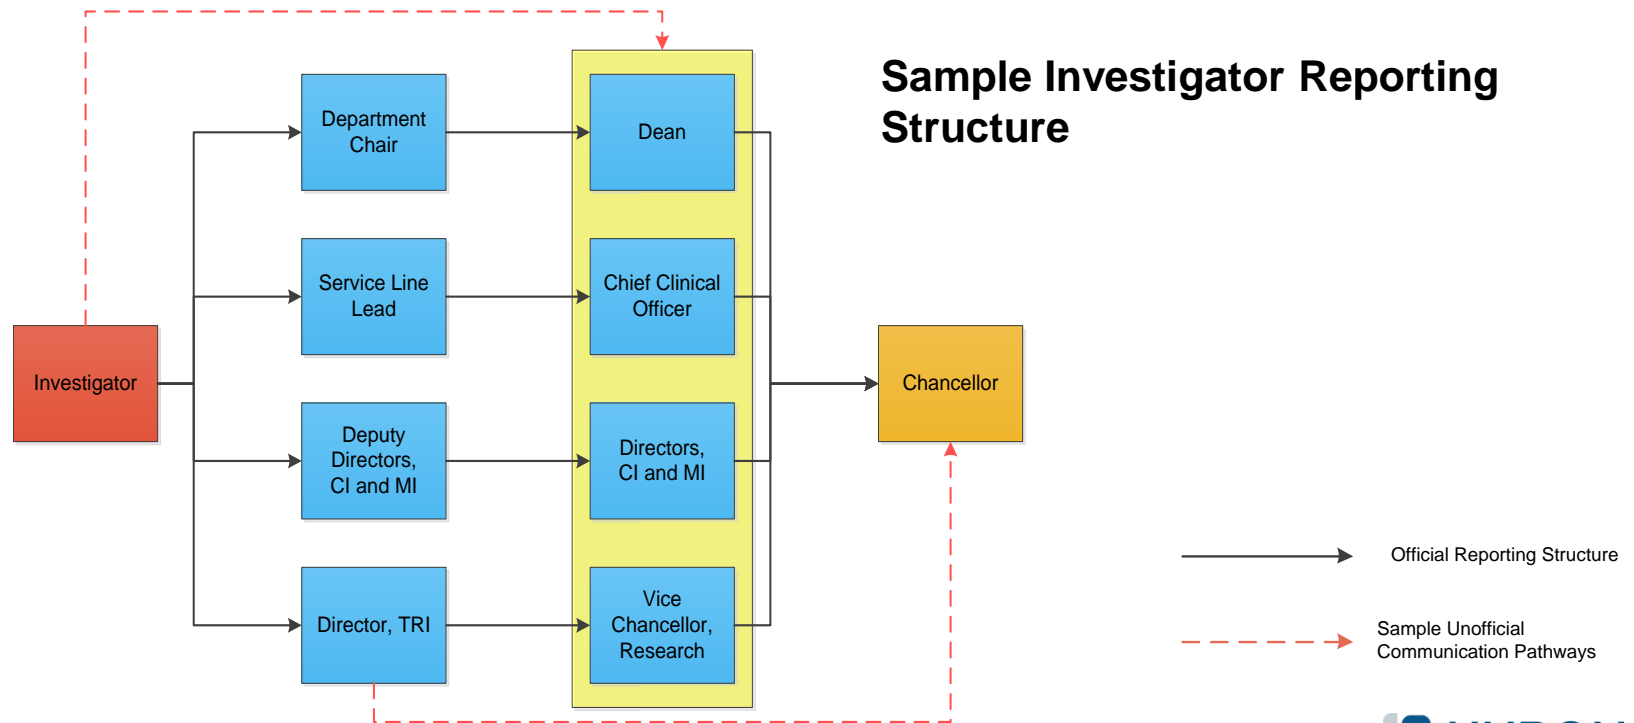 Sample Investigator Reporting
Structure
Department
Chair
Dean
Service Line
Lead
Chief Clinical
Officer
Investigator
Chancellor
Deputy
Directors,
CI and MI
Directors,
CI and MI
Director, TRI
Vice
Chancellor,
Research
Official Reporting Structure
Sample Unofficial
Communication Pathways